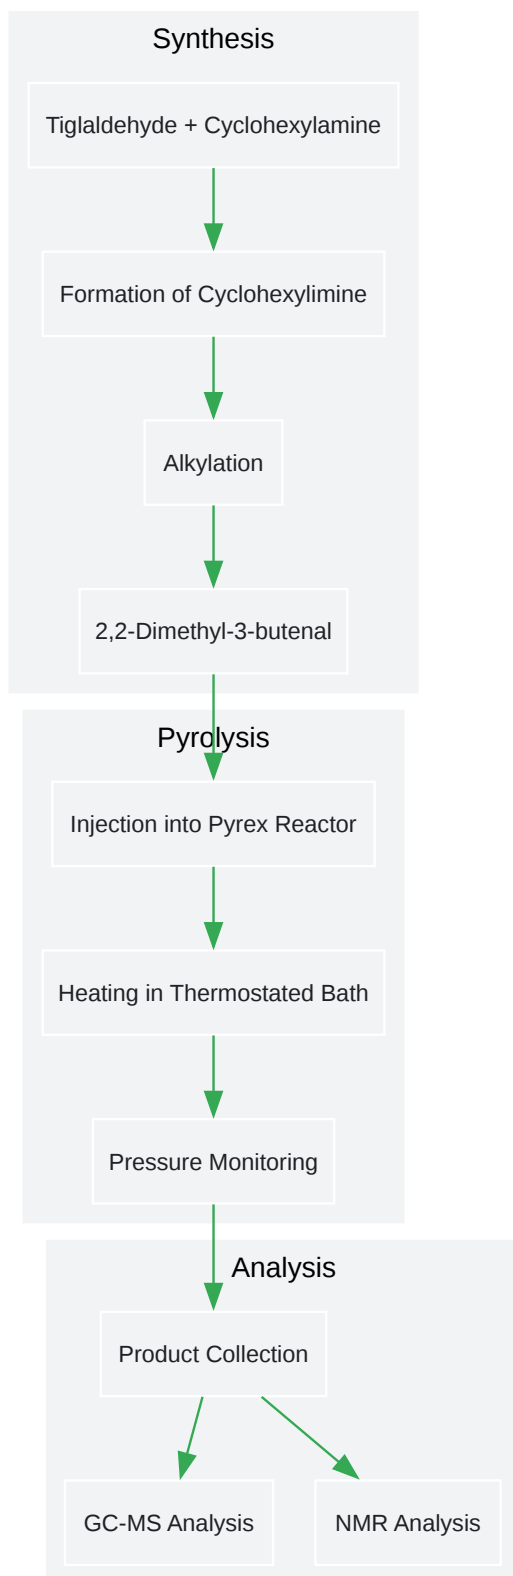 Synthesis
Tiglaldehyde + Cyclohexylamine
Formation of Cyclohexylimine
Alkylation
2,2-Dimethyl-3-butenal
Pyrolysis
Injection into Pyrex Reactor
Heating in Thermostated Bath
Pressure Monitoring
Analysis
Product Collection
GC-MS Analysis
NMR Analysis